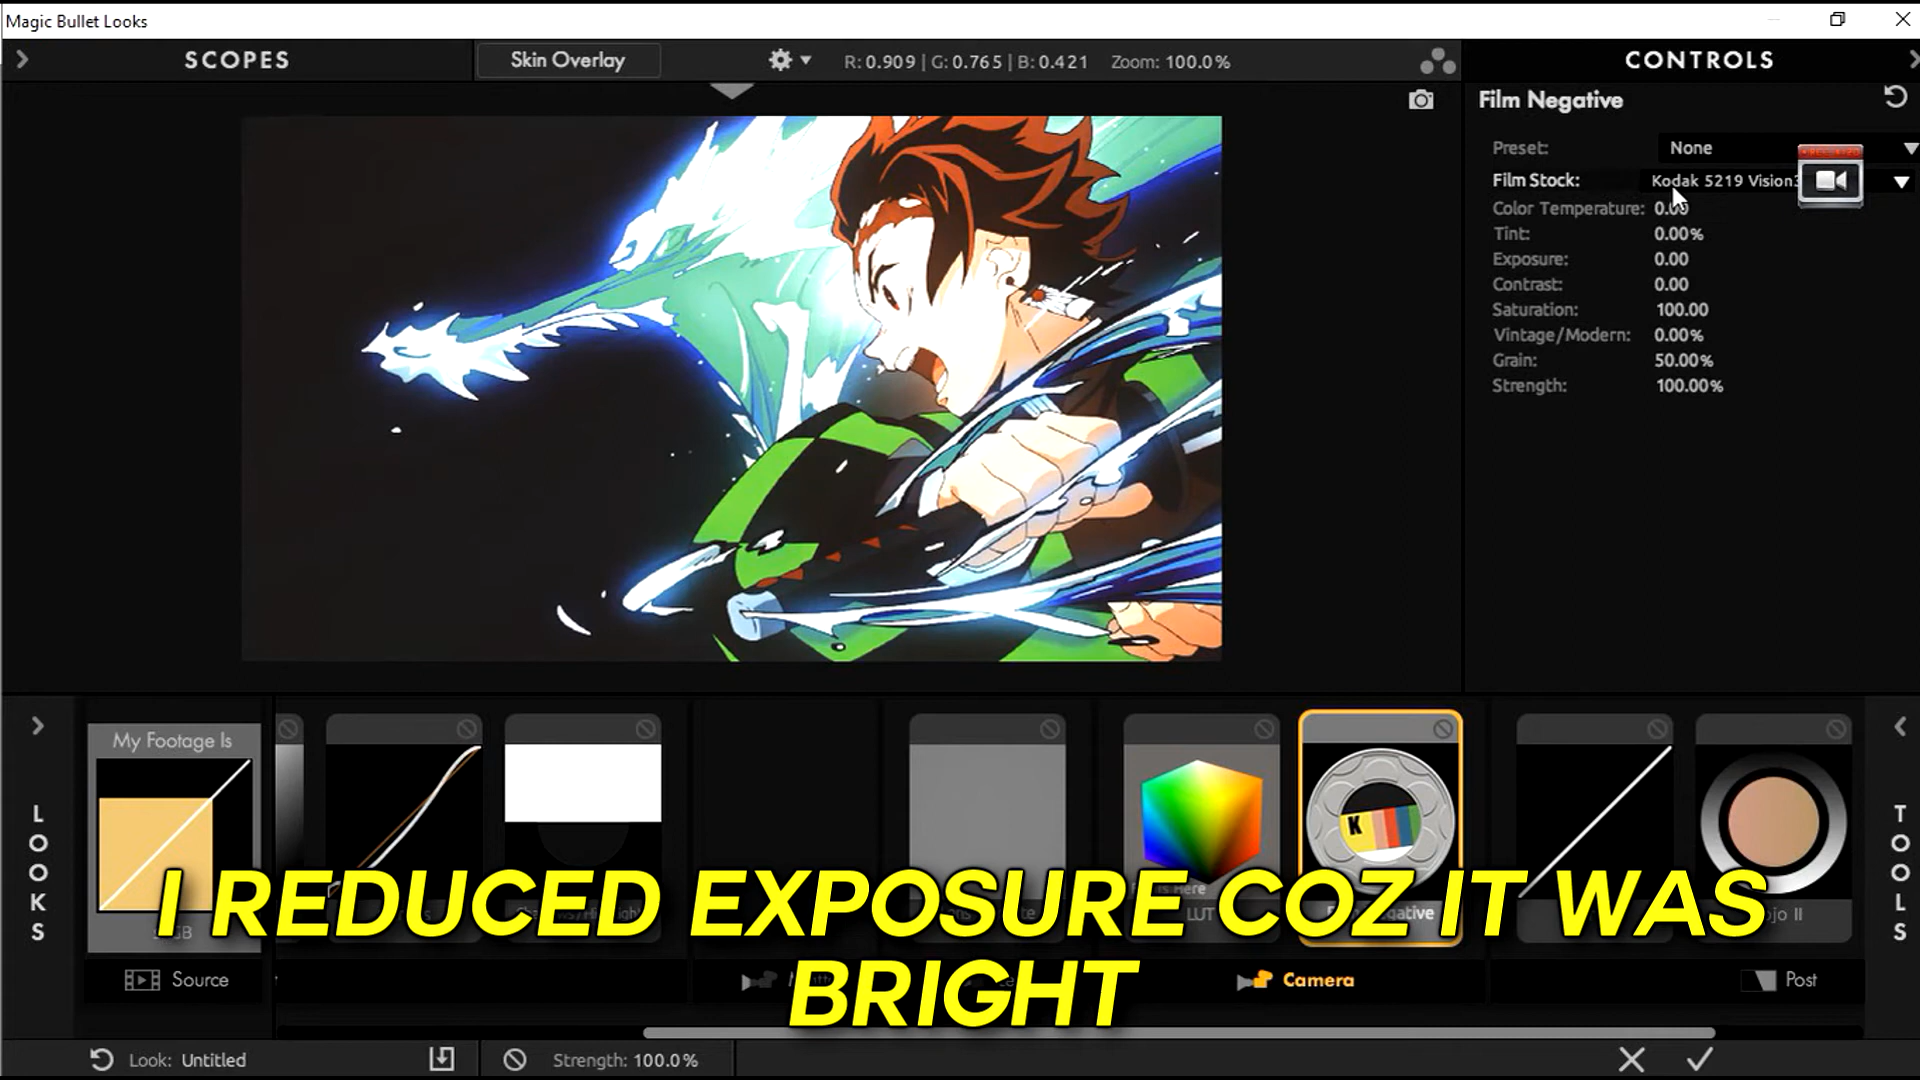 Magic Bullet Looks
SCOPES
Skin Overlay
R: 0.909 | G: 0.765 | B: 0.421 Zoom: 100.0%
CONTROLS
Film Negative
Preset: None
Film Stock: Kodak 5219 Vision3
Color Temperature: 0.00
Tint: 0.00%
Exposure: 0.00
Contrast: 0.00
Saturation: 100.00
Vintage/Modern: 0.00%
Grain: 50.00%
Strength: 100.00%
My Footage Is
LOOKS
K
LUT
TOOLS
I REDUCED EXPOSURE COZ IT WAS
BRIGHT
Source
Camera
Post
Look: Untitled
Strength: 100.0%